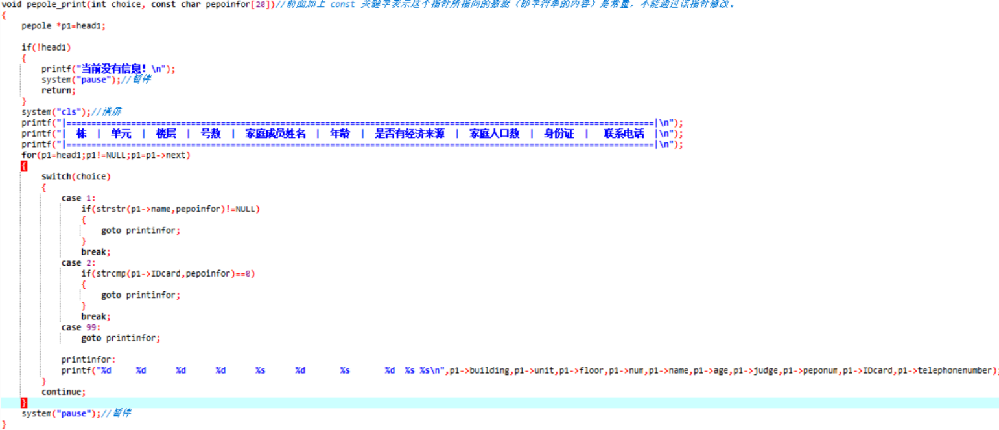 void pepole_print(int choice, const char pepoinfor[20])//前面加上 const 关键字表示这个指针所指向的数据（即字符串的内容）是常量，不能通过该指针修改。
{
    pepole *p1=head1;

    if(!head1)
    {
        printf("当前没有信息! \n");
        system("pause");//暂停
        return;
    }
    system("cls");//清屏
    printf("|=====================================================================================================================|\n");
    printf("|  栋  |  单元  |  楼层  |  号数  |  家庭成员姓名  |  年龄  |  是否有经济来源  |  家庭人口数  |  身份证  |   联系电话  |\n");
    printf("|=====================================================================================================================|\n");
    for(p1=head1;p1!=NULL;p1=p1->next)
    {
        switch(choice)
        {
            case 1:
                if(strstr(p1->name,pepoinfor)!=NULL)
                {
                    goto printinfor;
                }
                break;
            case 2:
                if(strcmp(p1->IDcard,pepoinfor)==0)
                {
                    goto printinfor;
                }
                break;
            case 99:
                goto printinfor;

            printinfor:
            printf("%d     %d      %d      %d      %s      %d       %s       %d  %s %s\n",p1->building,p1->unit,p1->floor,p1->num,p1->name,p1->age,p1->judge,p1->peponum,p1->IDcard,p1->telephonenumber);
        }
        continue;
    }
    system("pause");//暂停
}